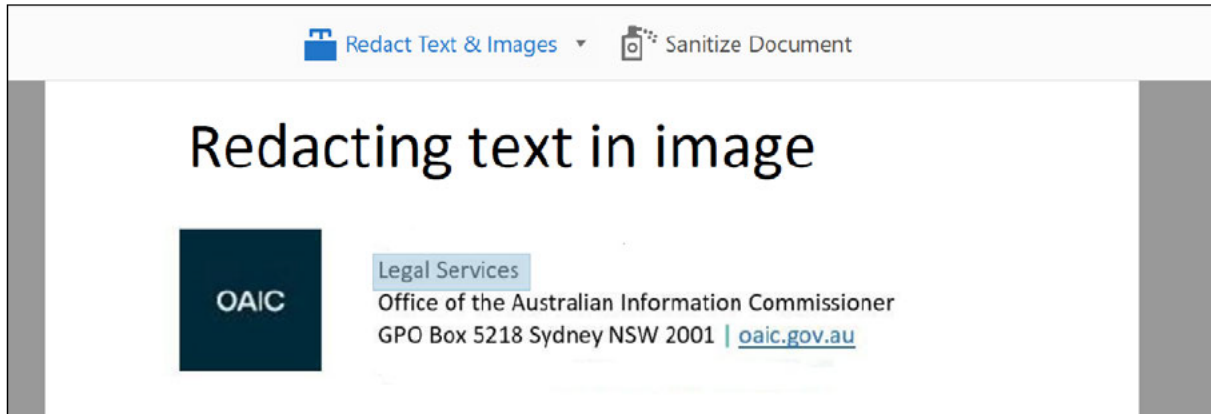 Redact Text & Images Sanitize Document
Redacting text in image
OAIC
Legal Services
Office of the Australian Information Commissioner
GPO Box 5218 Sydney NSW 2001 | oaic.gov.au